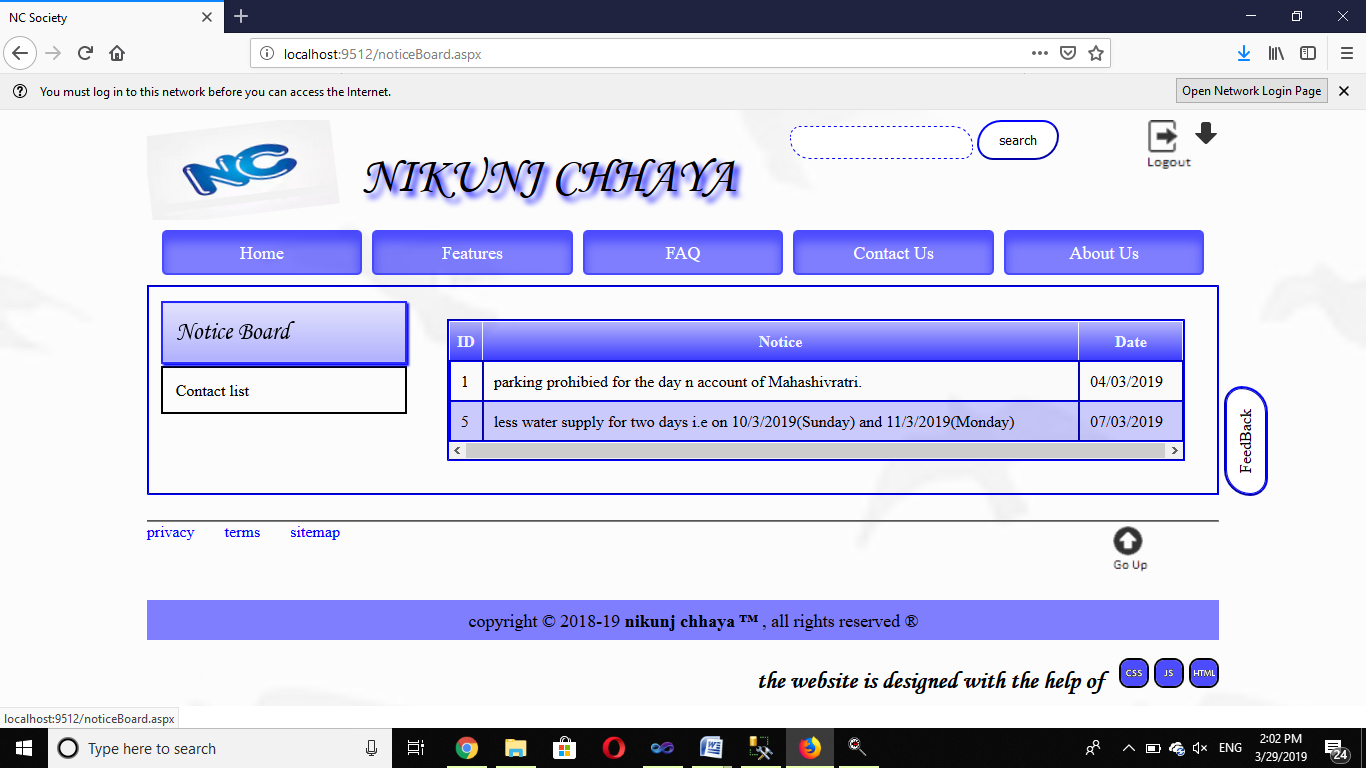 NC Society
localhost:9512/noticeBoard.aspx
You must log in to this network before you can access the Internet.
Open Network Login Page
NC
NIKUNJ CHHAYA
search
Logout
Home
Features
FAQ
Contact Us
About Us
Notice Board
Contact list
ID Notice Date
1 parking prohibied for the day n account of Mahashivratri. 04/03/2019
5 less water supply for two days i.e on 10/3/2019(Sunday) and 11/3/2019(Monday) 07/03/2019
FeedBack
privacy
terms
sitemap
Go Up
copyright © 2018-19 nikunj chhaya ™ , all rights reserved ®
the website is designed with the help of
CSS
JS
HTML
localhost:9512/noticeBoard.aspx
Type here to search
ENG
2:02 PM
3/29/2019
24